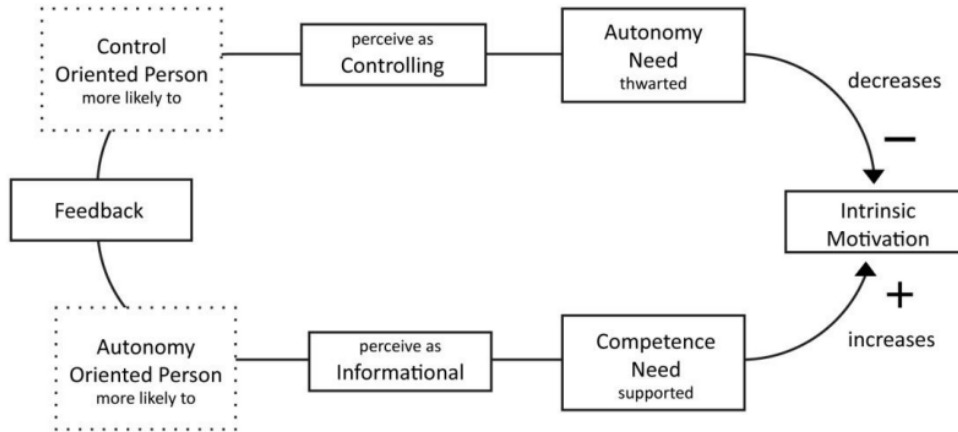 Control
Oriented Person
more likely to
perceive as
Controlling
Autonomy
Need
thwarted
decreases
−
Feedback
Intrinsic
Motivation
+
increases
Autonomy
Oriented Person
more likely to
perceive as
Informational
Competence
Need
supported